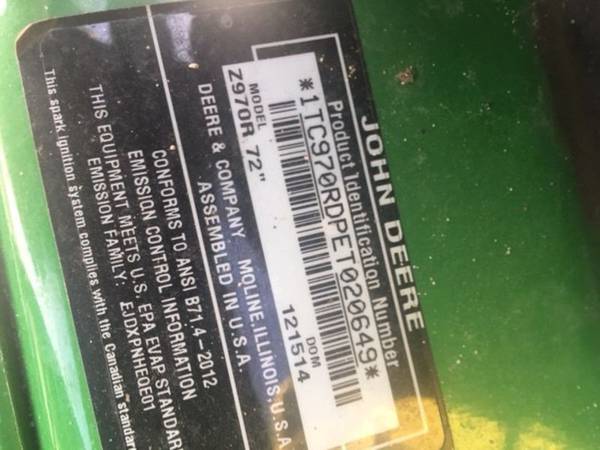 JOHN DEERE
Product Identification Number
*1TC970RDPET020649*
MODEL DOM
Z970R 72" 121514
DEERE & COMPANY MOLINE, ILLINOIS, U.S.A
ASSEMBLED IN U.S.A
CONFORMS TO ANSI B71.4-2012
EMISSION CONTROL INFORMATION
THIS EQUIPMENT MEETS U.S. EPA EVAP STANDAR
EMISSION FAMILY: EJDXPNHEQE01
This spark ignition system complies with the Canadian standard